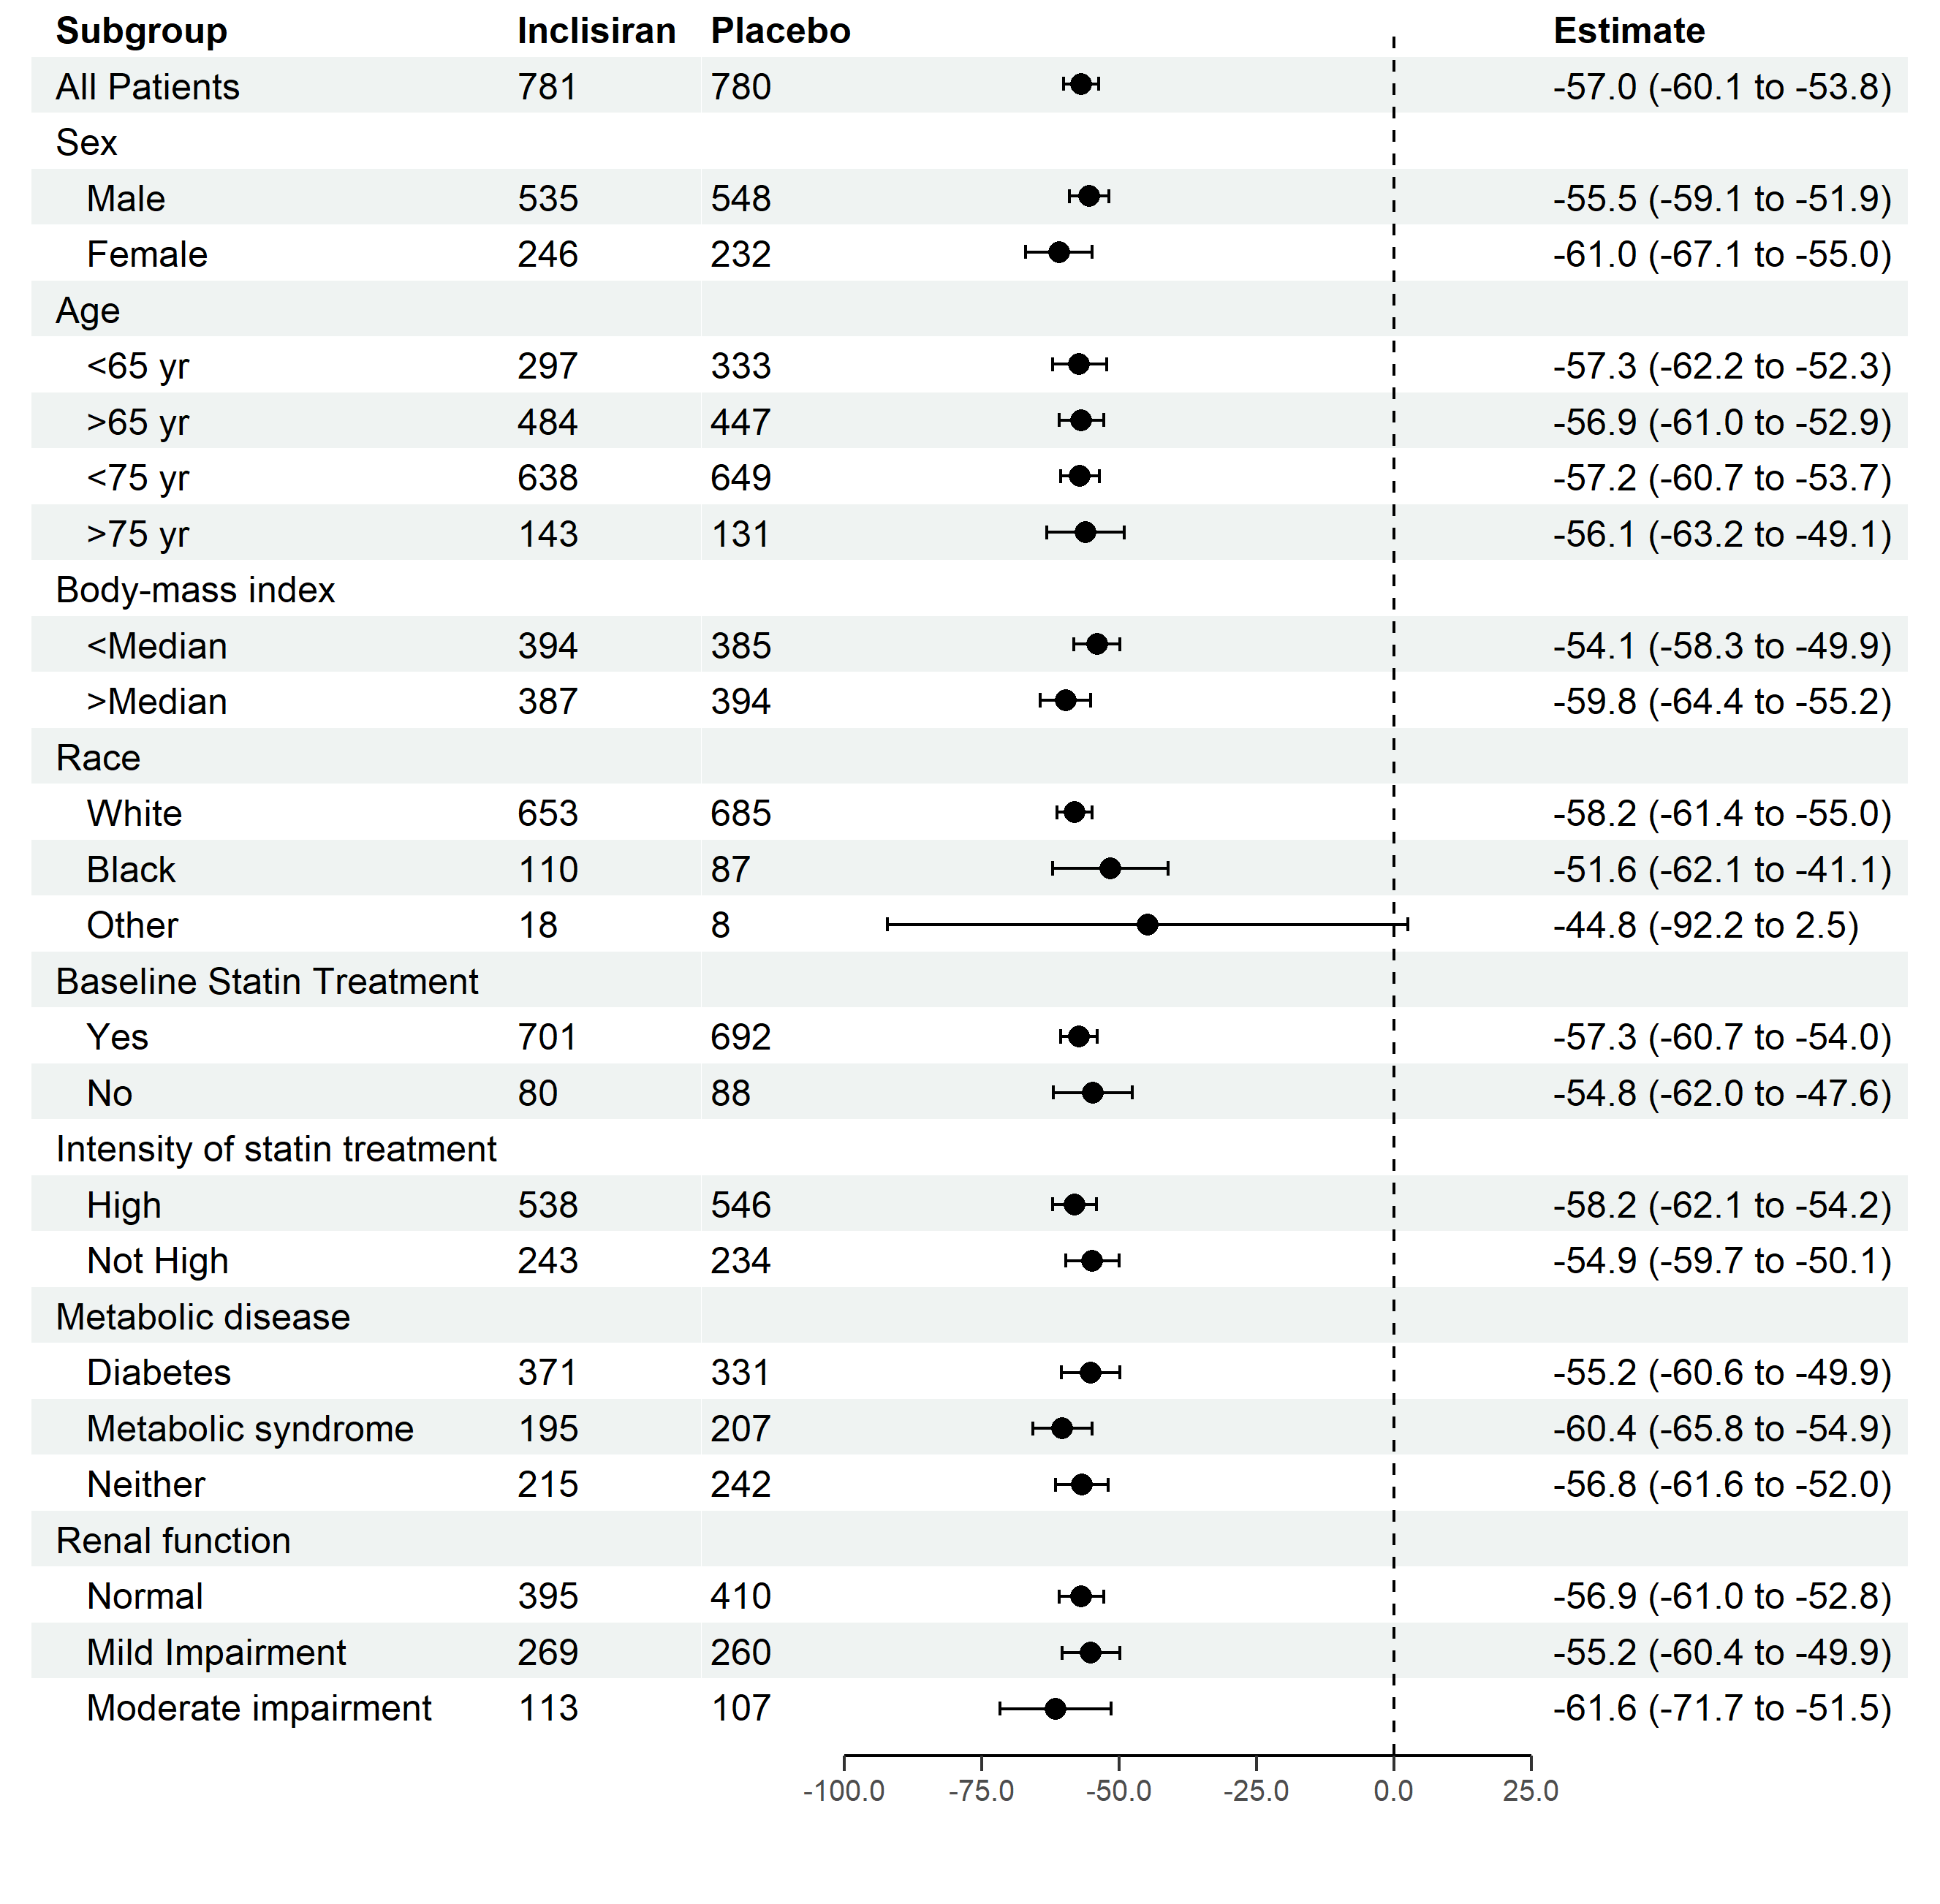 Subgroup Inclisiran Placebo Estimate
All Patients 781 780 -57.0 (-60.1 to -53.8)
Sex
Male 535 548 -55.5 (-59.1 to -51.9)
Female 246 232 -61.0 (-67.1 to -55.0)
Age
<65 yr 297 333 -57.3 (-62.2 to -52.3)
>65 yr 484 447 -56.9 (-61.0 to -52.9)
<75 yr 638 649 -57.2 (-60.7 to -53.7)
>75 yr 143 131 -56.1 (-63.2 to -49.1)
Body-mass index
<Median 394 385 -54.1 (-58.3 to -49.9)
>Median 387 394 -59.8 (-64.4 to -55.2)
Race
White 653 685 -58.2 (-61.4 to -55.0)
Black 110 87 -51.6 (-62.1 to -41.1)
Other 18 8 -44.8 (-92.2 to 2.5)
Baseline Statin Treatment
Yes 701 692 -57.3 (-60.7 to -54.0)
No 80 88 -54.8 (-62.0 to -47.6)
Intensity of statin treatment
High 538 546 -58.2 (-62.1 to -54.2)
Not High 243 234 -54.9 (-59.7 to -50.1)
Metabolic disease
Diabetes 371 331 -55.2 (-60.6 to -49.9)
Metabolic syndrome 195 207 -60.4 (-65.8 to -54.9)
Neither 215 242 -56.8 (-61.6 to -52.0)
Renal function
Normal 395 410 -56.9 (-61.0 to -52.8)
Mild Impairment 269 260 -55.2 (-60.4 to -49.9)
Moderate impairment 113 107 -61.6 (-71.7 to -51.5)
-100.0 -75.0 -50.0 -25.0 0.0 25.0